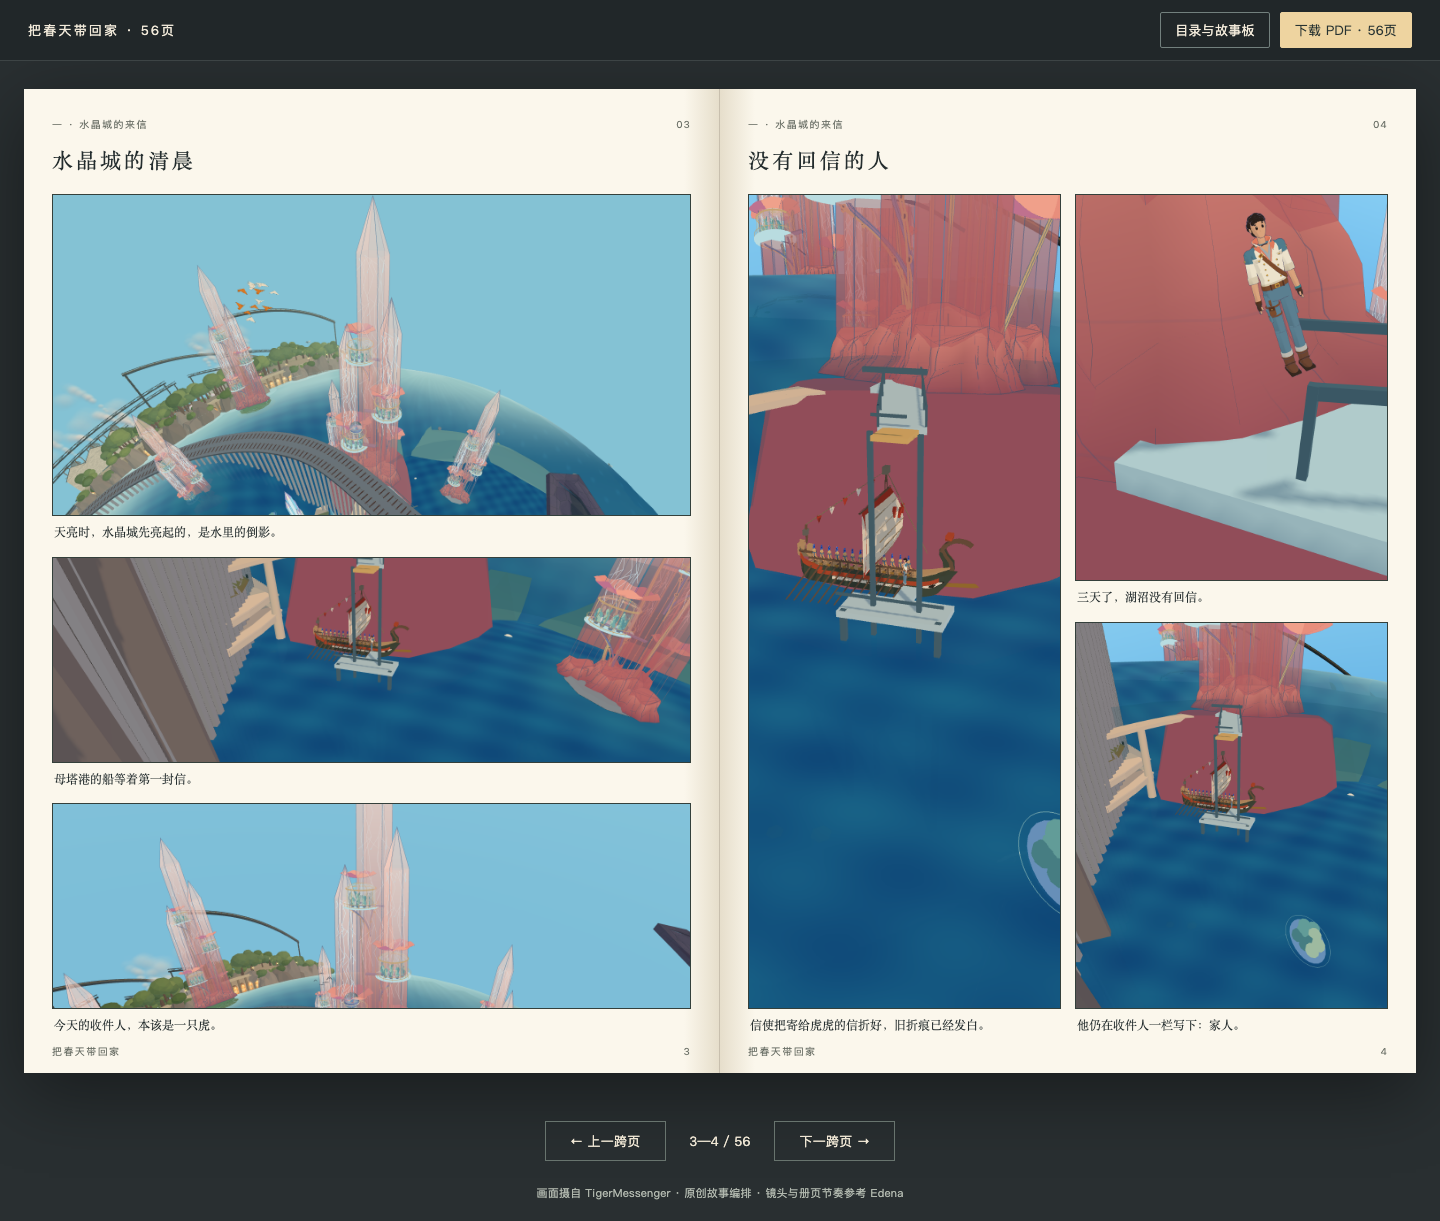 把春天带回家 · 56页
目录与故事板
下载 PDF · 56页
一 · 水晶城的来信
03
水晶城的清晨
天亮时，水晶城先亮起的，是水里的倒影。
母塔港的船等着第一封信。
今天的收件人，本该是一只虎。
把春天带回家
3
一 · 水晶城的来信
04
没有回信的人
三天了，湖沼没有回信。
信使把寄给虎虎的信折好，旧折痕已经发白。
他仍在收件人一栏写下：家人。
把春天带回家
4
← 上一跨页
3—4 / 56
下一跨页 →
画面摄自 TigerMessenger · 原创故事编排 · 镜头与册页节奏参考 Edena